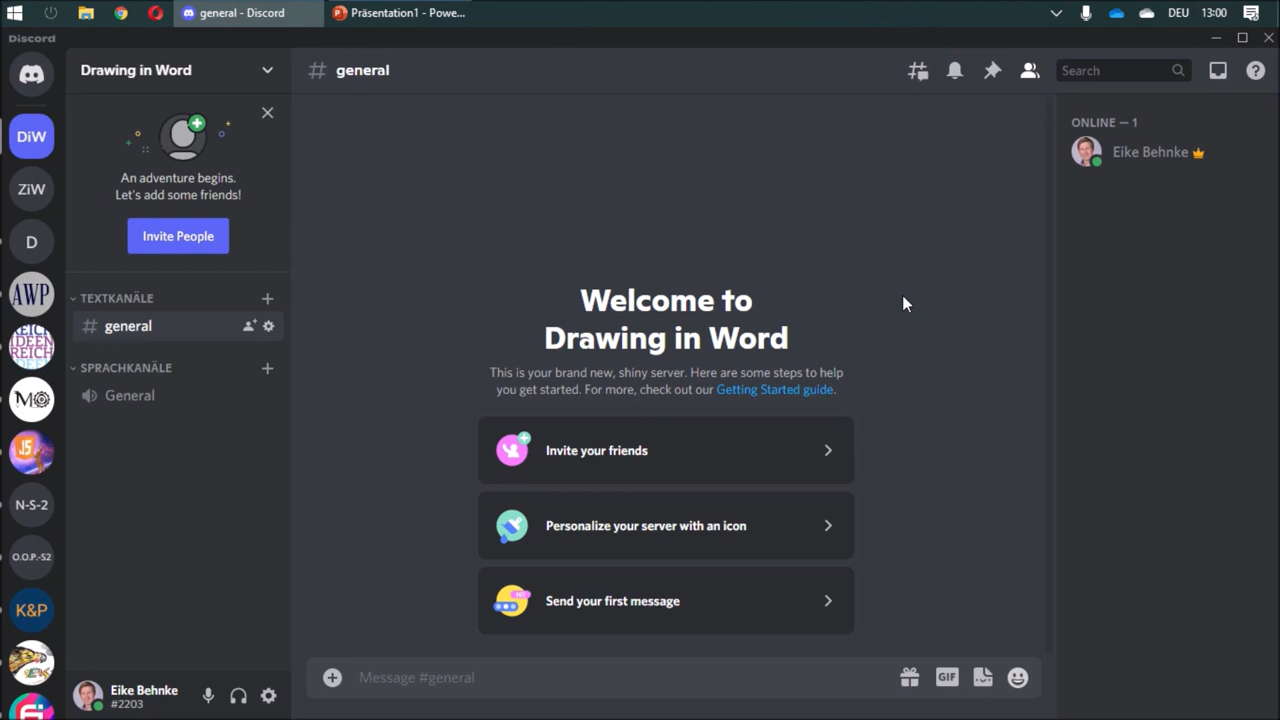 general - Discord
Präsentation1 - Powe...
DEU
13:00
Discord
Drawing in Word
general
Search
DiW
ZiW
D
AWP
IDEEN
REICH
M
JS
N-S-2
O.O.P.-S2
K&P
An adventure begins.
Let's add some friends!
Invite People
TEXTKANÄLE
general
SPRACHKANÄLE
General
Eike Behnke
#2203
Welcome to
Drawing in Word
This is your brand new, shiny server. Here are some steps to help
you get started. For more, check out our Getting Started guide.
Invite your friends
Personalize your server with an icon
Send your first message
Message #general
GIF
ONLINE — 1
Eike Behnke